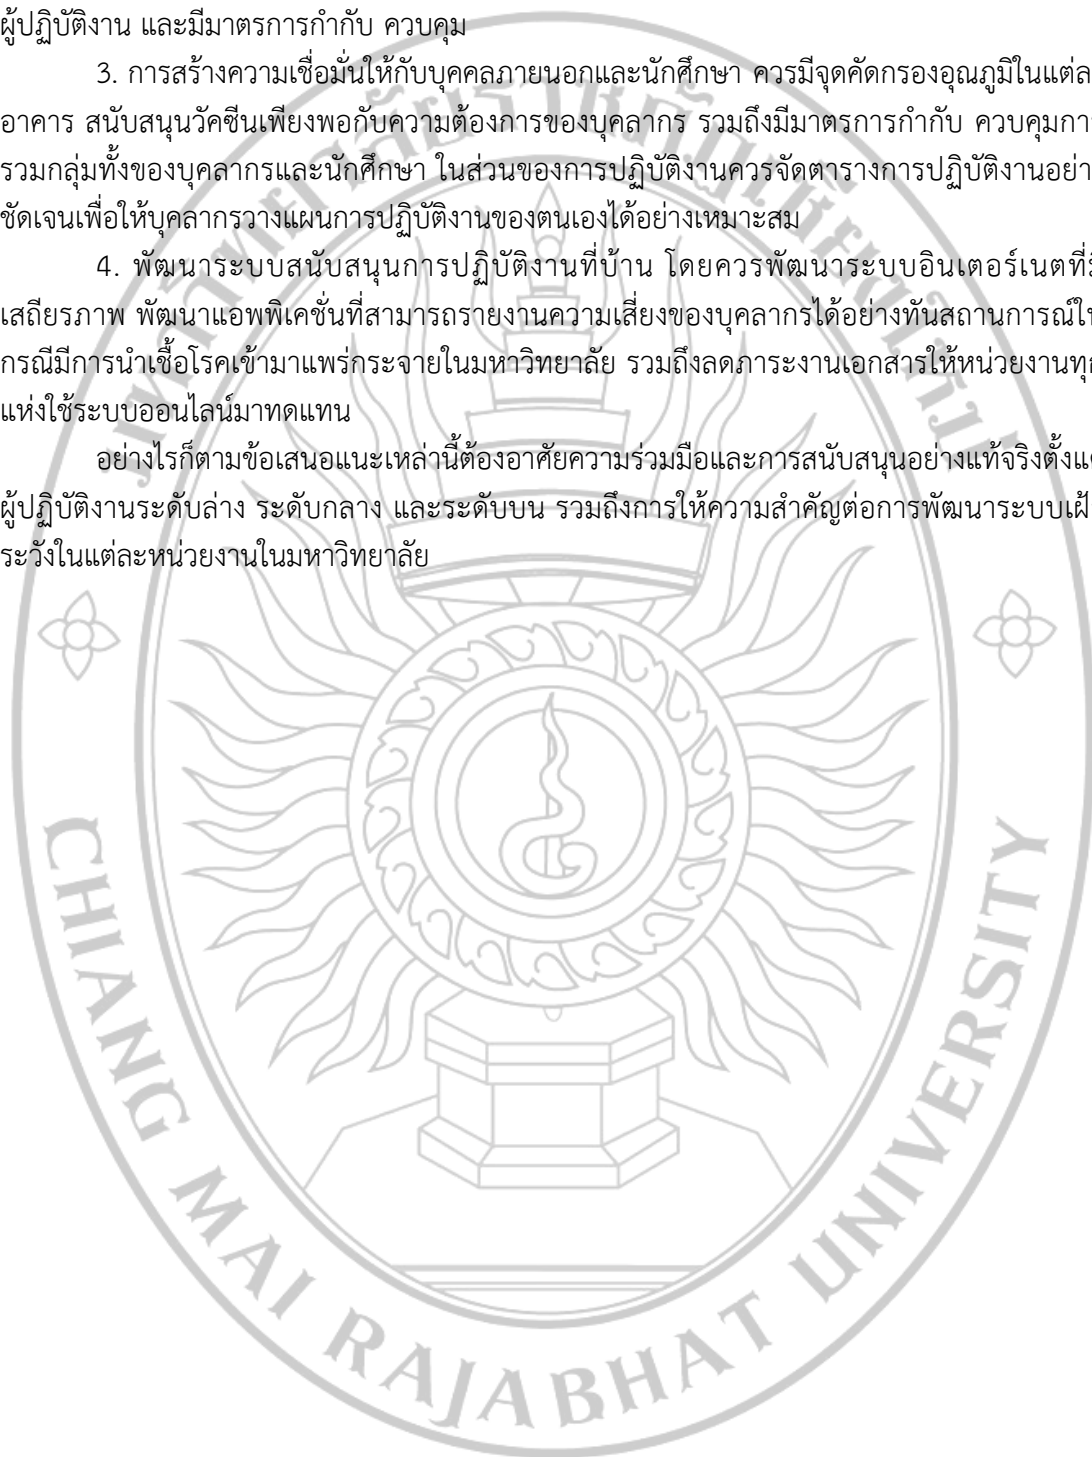 ผู้ปฏิบัติงาน และมีมาตรการกำกับ ควบคุม
3. การสร้างความเชื่อมั่นให้กับบุคคลภายนอกและนักศึกษา ควรมีจุดคัดกรองอุณภูมิในแต่ล
อาคาร สนับสนุนวัคซีนเพียงพอกับความต้องการของบุคลากร รวมถึงมีมาตรการกำกับ ควบคุมกา
รวมกลุ่มทั้งของบุคลากรและนักศึกษา ในส่วนของการปฏิบัติงานควรจัดตารางการปฏิบัติงานอย่า
ชัดเจนเพื่อให้บุคลากรวางแผนการปฏิบัติงานของตนเองได้อย่างเหมาะสม
4. พัฒนาระบบสนับสนุนการปฏิบัติงานที่บ้าน โดยควรพัฒนาระบบอินเตอร์เนตที่มี
เสถียรภาพ พัฒนาแอพพิเคชั่นที่สามารถรายงานความเสี่ยงของบุคลากรได้อย่างทันสถานการณ์ใน
กรณีมีการนำเชื้อโรคเข้ามาแพร่กระจายในมหาวิทยาลัย รวมถึงลดภาระงานเอกสารให้หน่วยงานทุก
แห่งใช้ระบบออนไลน์มาทดแทน
อย่างไรก็ตามข้อเสนอแนะเหล่านี้ต้องอาศัยความร่วมมือและการสนับสนุนอย่างแท้จริงตั้งแต่
ผู้ปฏิบัติงานระดับล่าง ระดับกลาง และระดับบน รวมถึงการให้ความสำคัญต่อการพัฒนาระบบเฝ้า
ระวังในแต่ละหน่วยงานในมหาวิทยาลัย
มหาวิทยาลัยราชภัฏเชียงใหม่
CHIANG MAI RAJABHAT UNIVERSITY